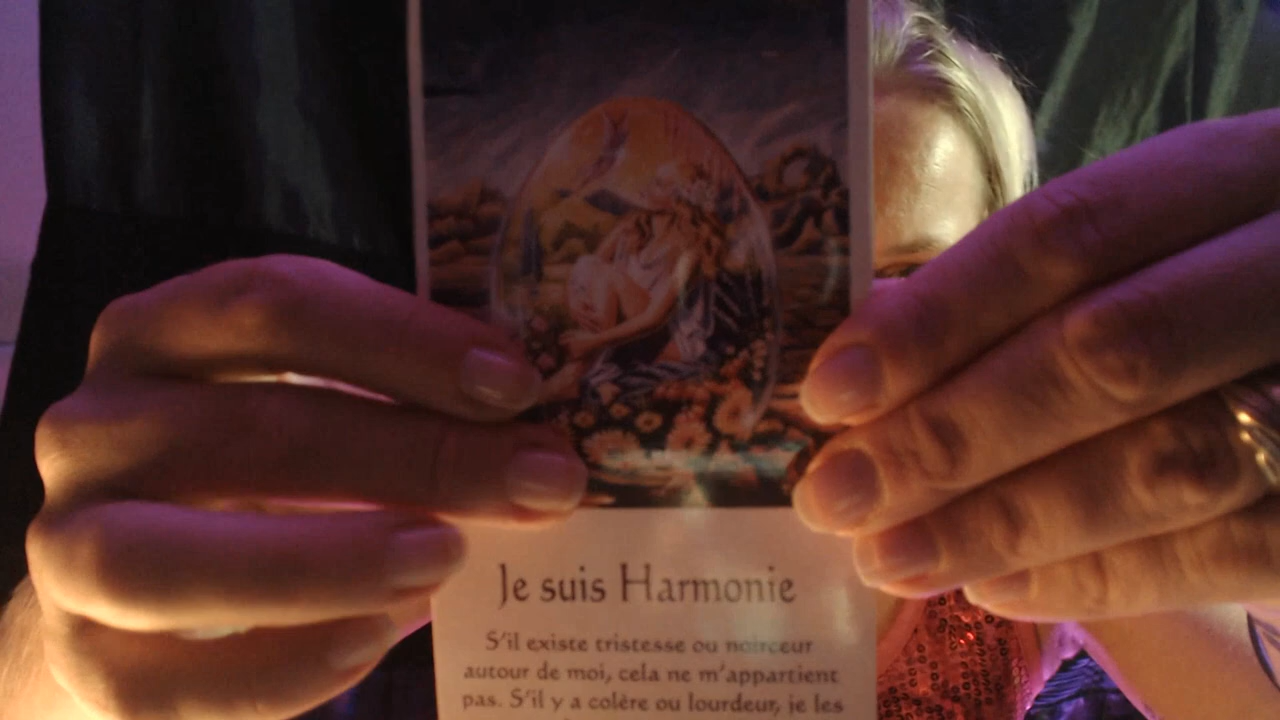 Je suis Harmonie
S'il existe tristesse ou noirceur
autour de moi, cela ne m'appartient
pas. S'il y a colère ou lourdeur, je les